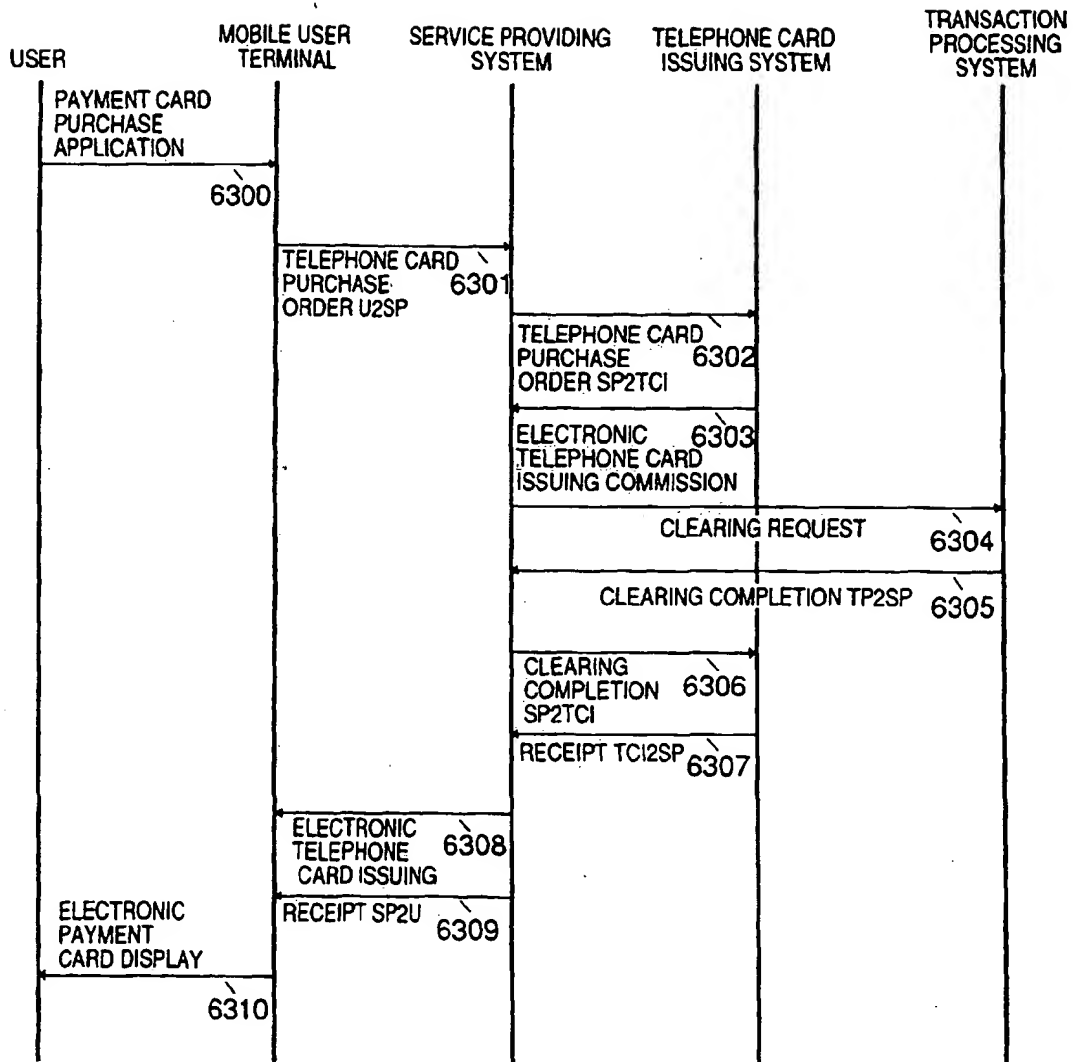 USER
MOBILE USER
TERMINAL
SERVICE PROVIDING
SYSTEM
TELEPHONE CARD
ISSUING SYSTEM
TRANSACTION
PROCESSING
SYSTEM
PAYMENT CARD
PURCHASE
APPLICATION
6300
TELEPHONE CARD
PURCHASE
ORDER U2SP
6301
TELEPHONE CARD
PURCHASE
ORDER SP2TCI
6302
ELECTRONIC
TELEPHONE CARD
ISSUING COMMISSION
6303
CLEARING REQUEST
6304
CLEARING COMPLETION TP2SP
6305
CLEARING
COMPLETION
SP2TCI
6306
RECEIPT TCI2SP
6307
ELECTRONIC
TELEPHONE
CARD ISSUING
6308
RECEIPT SP2U
6309
ELECTRONIC
PAYMENT
CARD DISPLAY
6310